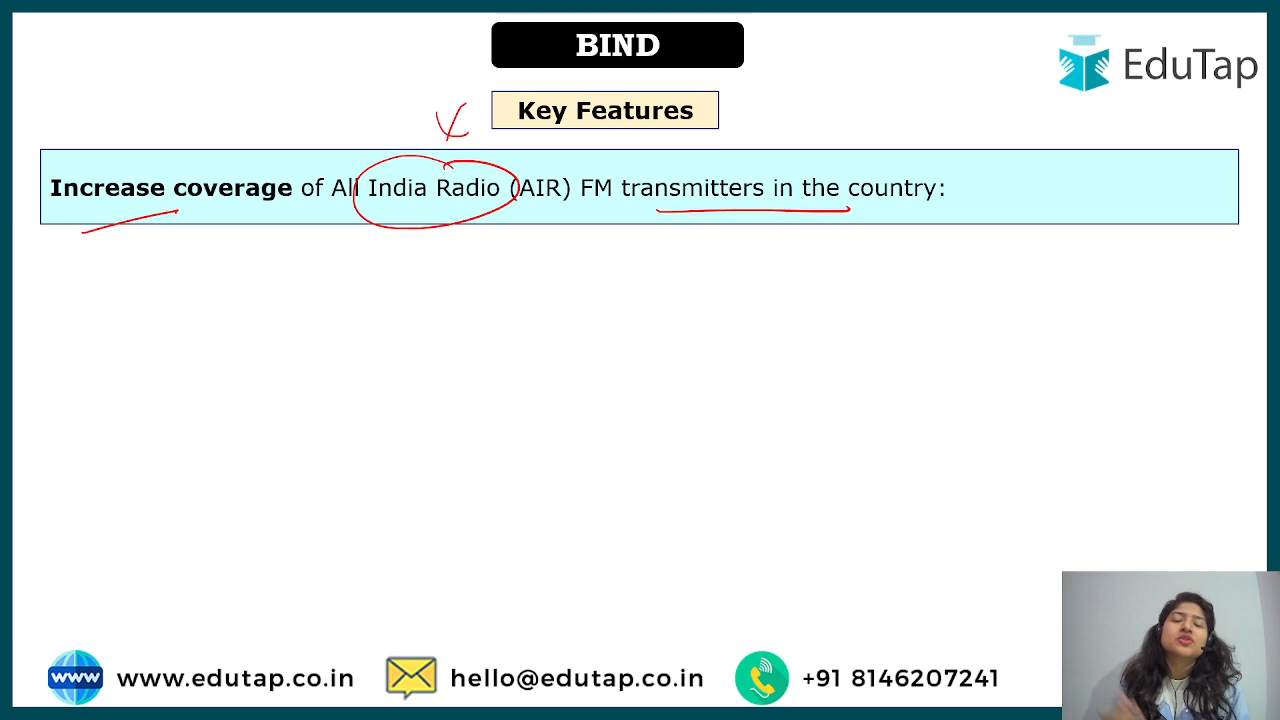 BIND
EduTap
Key Features
Increase coverage of All India Radio (AIR) FM transmitters in the country:
www
www.edutap.co.in
hello@edutap.co.in
+91 8146207241